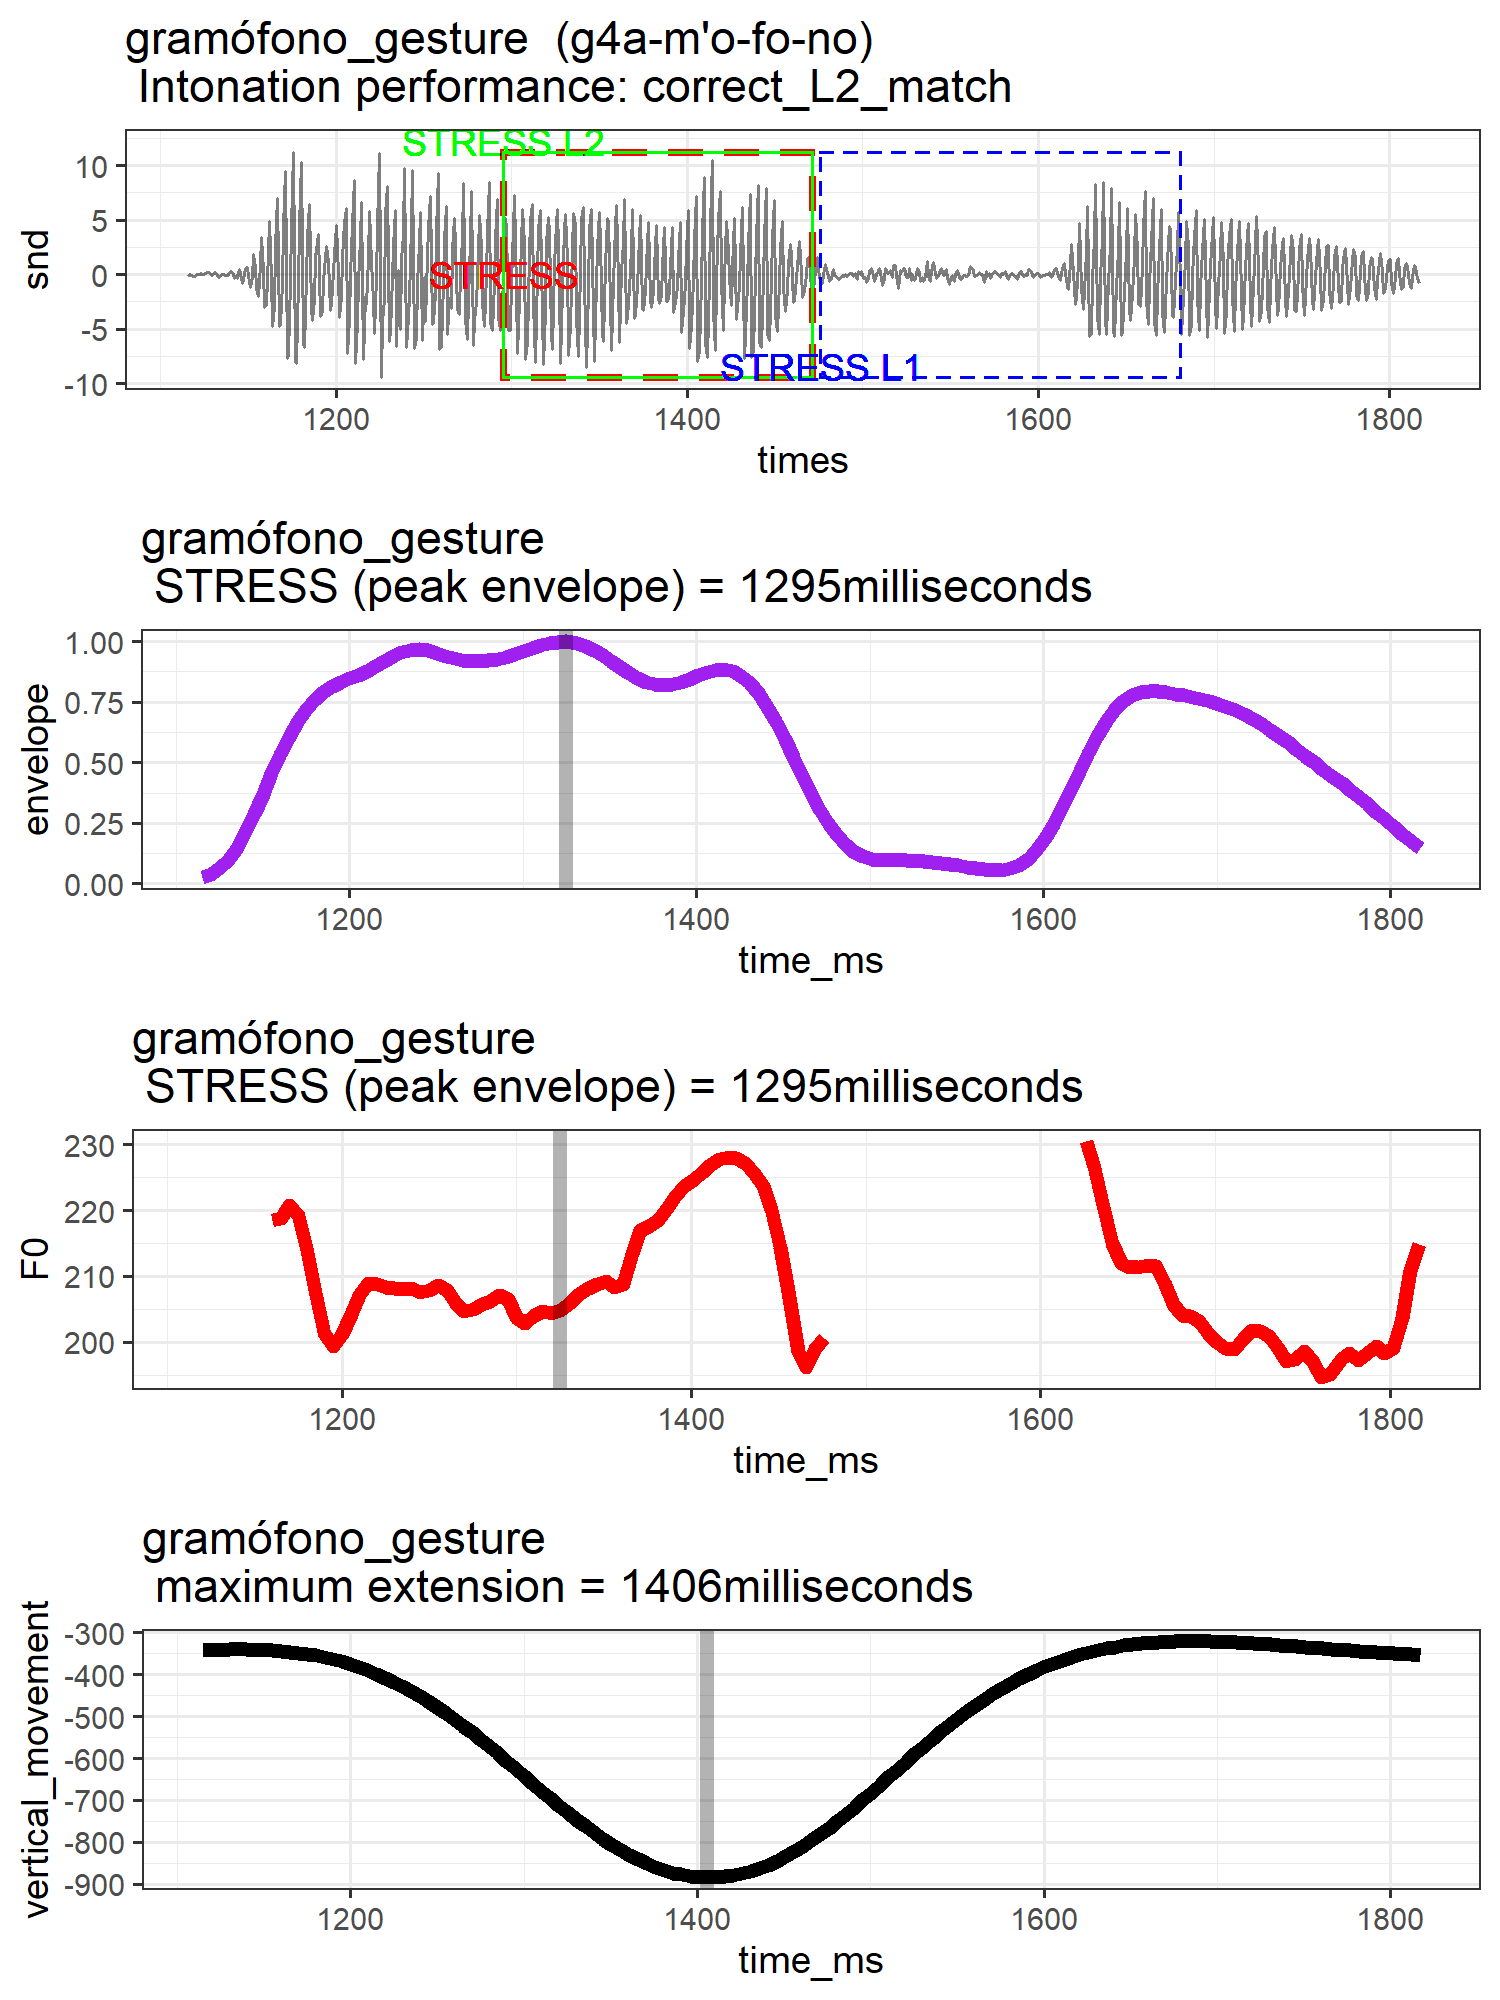 gramófono_gesture  (g4a-m'o-fo-no)
Intonation performance: correct_L2_match
STRESS L2
STRESS
STRESS L1
snd
10
5
0
-5
-10
1200 1400 1600 1800
times
gramófono_gesture
STRESS (peak envelope) = 1295milliseconds
envelope
1.00
0.75
0.50
0.25
0.00
1200 1400 1600 1800
time_ms
gramófono_gesture
STRESS (peak envelope) = 1295milliseconds
F0
230
220
210
200
1200 1400 1600 1800
time_ms
gramófono_gesture
maximum extension = 1406milliseconds
vertical_movement
-300
-400
-500
-600
-700
-800
-900
1200 1400 1600 1800
time_ms